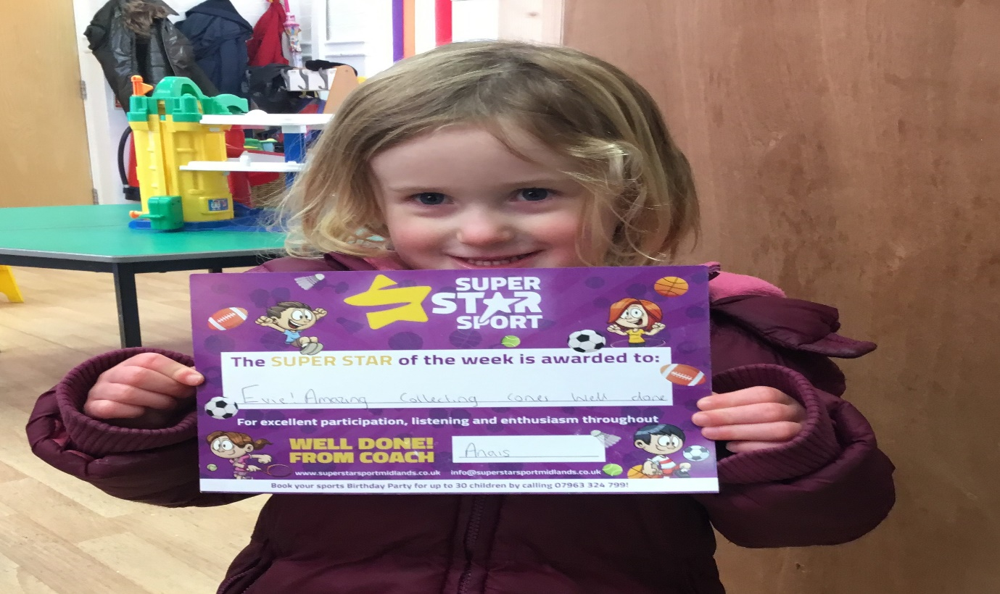 SUPER
STAR
SPORT
The SUPER STAR of the week is awarded to:
Evie! Amazing collecting cones well done
For excellent participation, listening and enthusiasm throughout
WELL DONE!
FROM COACH
Anais
www.superstarsportmidlands.co.uk info@superstarsportmidlands.co.uk
Book your sports Birthday Party for up to 30 children by calling 07963 324 799!